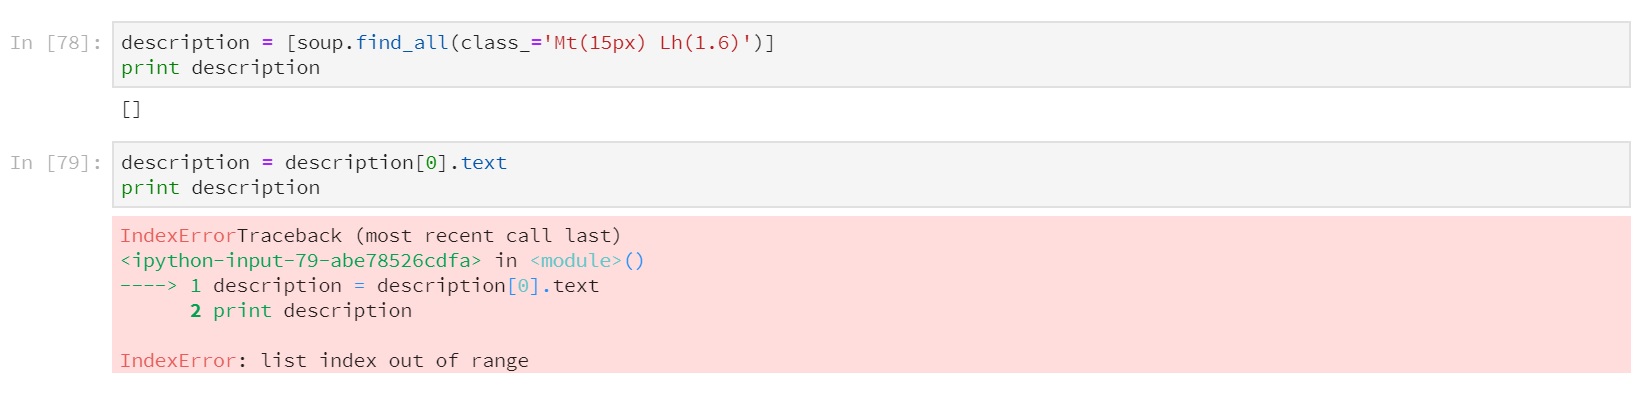 In [78]: description = [soup.find_all(class_='Mt(15px) Lh(1.6)')]
print description
[]
In [79]: description = description[0].text
print description
IndexErrorTraceback (most recent call last)
<ipython-input-79-abe78526cdfa> in <module>()
----> 1 description = description[0].text
      2 print description
IndexError: list index out of range